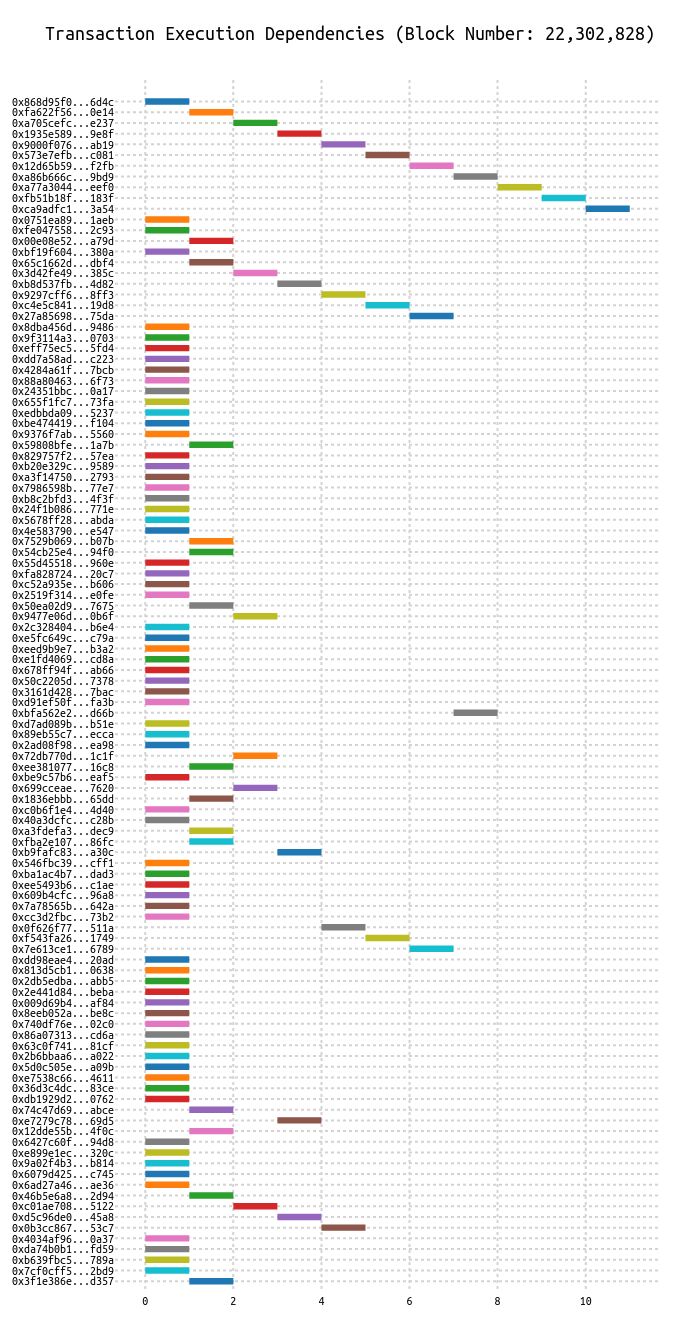 Transaction Execution Dependencies (Block Number: 22,302,828)
0x868d95f0...6d4c
0xfa622f56...0e14
0xa705cefc...e237
0x1935e589...9e8f
0x9000f076...ab19
0x573e7efb...c081
0x12d65b59...f2fb
0xa86b666c...9bd9
0xa77a3044...eef0
0xfb51b18f...183f
0xca9adfc1...3a54
0x0751ea89...1aeb
0xfe047558...2c93
0x00e08e52...a79d
0xbf19f604...380a
0x65c1662d...dbf4
0x3d42fe49...385c
0xb8d537fb...4d82
0x9297cff6...8ff3
0xc4e5c841...19d8
0x27a85698...75da
0x8dba456d...9486
0x9f3114a3...0703
0xeff75ec5...5fd4
0xdd7a58ad...c223
0x4284a61f...7bcb
0x88a80463...6f73
0x24351bbc...0a17
0x655f1fc7...73fa
0xedbbda09...5237
0xbe474419...f104
0x9376f7ab...5560
0x59808bfe...1a7b
0x829757f2...57ea
0xb20e329c...9589
0xa3f14750...2793
0x7986598b...77e7
0xb8c2bfd3...4f3f
0x24f1b086...771e
0x5678ff28...abda
0x4e583790...e547
0x7529b069...b07b
0x54cb25e4...94f0
0x55d45518...960e
0xfa828724...20c7
0xc52a935e...b606
0x2519f314...e0fe
0x50ea02d9...7675
0x9477e06d...0b6f
0x2c328404...b6e4
0xe5fc649c...c79a
0xeed9b9e7...b3a2
0xe1fd4069...cd8a
0x678ff94f...ab66
0x50c2205d...7378
0x3161d428...7bac
0xd91ef50f...fa3b
0xbfa562e2...d66b
0xd7ad089b...b51e
0x89eb55c7...ecca
0x2ad08f98...ea98
0x72db770d...1c1f
0xee381077...16c8
0xbe9c57b6...eaf5
0x699cceae...7620
0x1836ebbb...65dd
0xc0b6f1e4...4d40
0x40a3dcfc...c28b
0xa3fdefa3...dec9
0xfba2e107...86fc
0xb9fafc83...a30c
0x546fbc39...cff1
0xba1ac4b7...dad3
0xee5493b6...c1ae
0x609b4cfc...96a8
0x7a78565b...642a
0xcc3d2fbc...73b2
0x0f626f77...511a
0xf543fa26...1749
0x7e613ce1...6789
0xdd98eae4...20ad
0x813d5cb1...0638
0x2db5edba...abb5
0x2e441d84...beba
0x009d69b4...af84
0x8eeb052a...be8c
0x740df76e...02c0
0x86a07313...cd6a
0x63c0f741...81cf
0x2b6bbaa6...a022
0x5d0c505e...a09b
0xe7538c66...4611
0x36d3c4dc...83ce
0xdb1929d2...0762
0x74c47d69...abce
0xe7279c78...69d5
0x12dde55b...4f0c
0x6427c60f...94d8
0xe899e1ec...320c
0x9a02f4b3...b814
0x6079d425...c745
0x6ad27a46...ae36
0x46b5e6a8...2d94
0xc01ae708...5122
0xd5c96de0...45a8
0x0b3cc867...53c7
0x4034af96...0a37
0xda74b0b1...fd59
0xb639fbc5...789a
0x7cf0cff5...2bd9
0x3f1e386e...d357
0 2 4 6 8 10